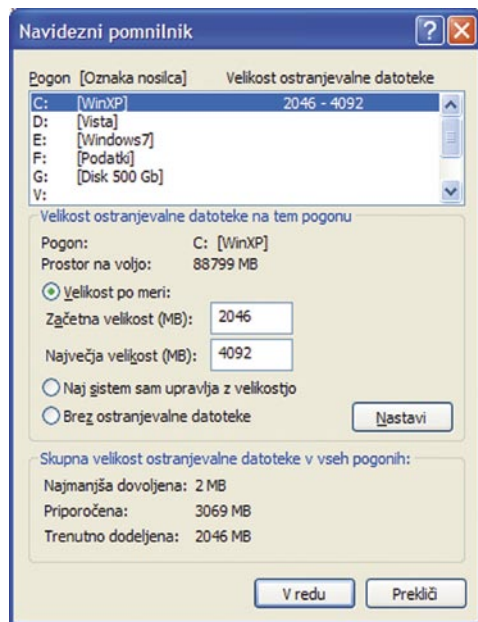 Navidezni pomnilnik
Pogon [Oznaka nosilca] Velikost ostranjevalne datoteke
C: [WinXP] 2046 - 4092
D: [Vista]
E: [Windows7]
F: [Podatki]
G: [Disk 500 Gb]
V:
Velikost ostranjevalne datoteke na tem pogonu
Pogon: C: [WinXP]
Prostor na voljo: 88799 MB
Velikost po meri:
Začetna velikost (MB): 2046
Največja velikost (MB): 4092
Naj sistem sam upravlja z velikostjo
Brez ostranjevalne datoteke
Nastavi
Skupna velikost ostranjevalne datoteke v vseh pogonih:
Najmanjša dovoljena: 2 MB
Priporočena: 3069 MB
Trenutno dodeljena: 2046 MB
V redu Prekliči